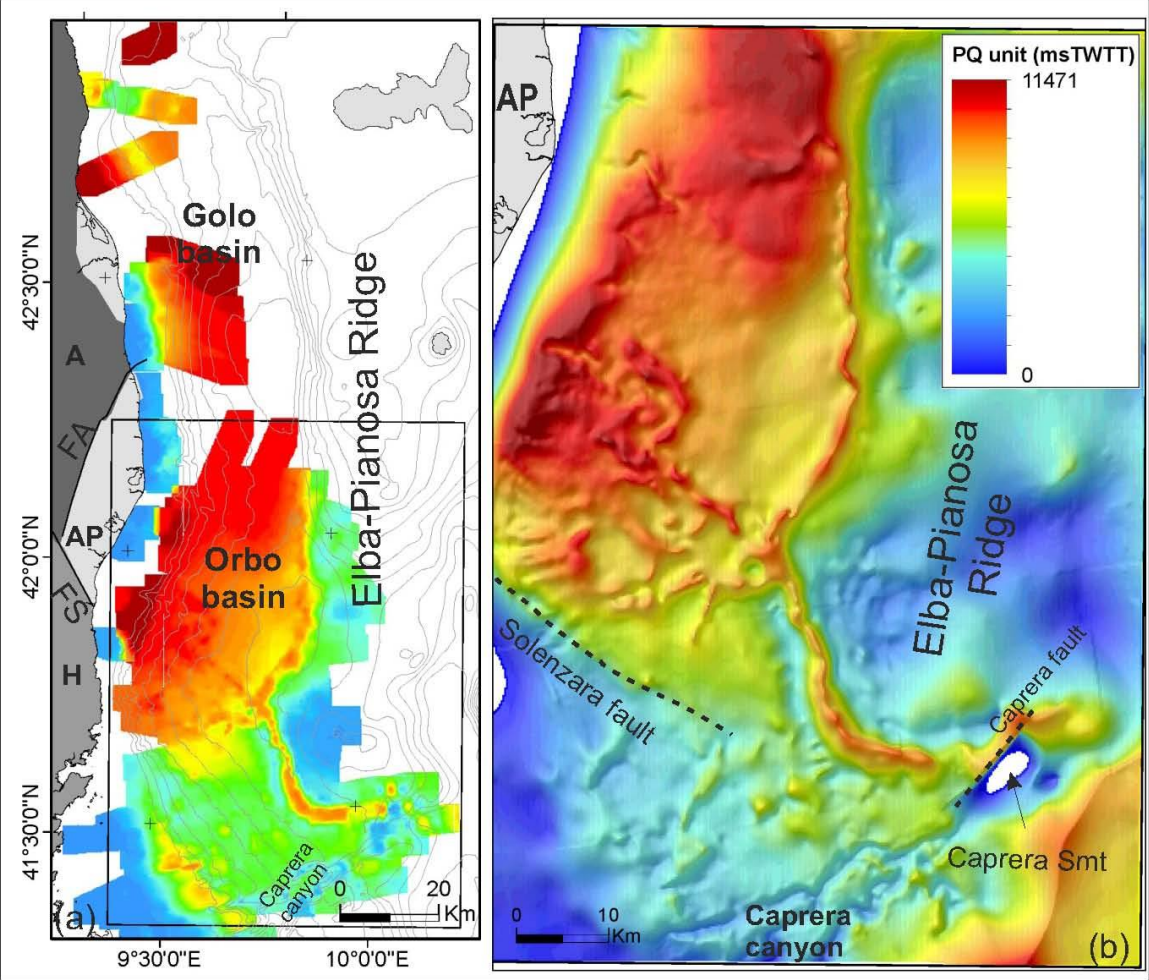 Golo
basin
42°30'0"N
A
FA
AP
42°0'0"N
FS
H
Orbo
basin
Elba-Pianosa Ridge
41°30'0"N
Caprera
canyon
0 20
Km
(a)
9°30'0"E 10°0'0"E
AP
PQ unit (msTWTT)
11471
0
Elba-Pianosa
Ridge
Solenzara fault
Caprera fault
Caprera Smt
Caprera
canyon
0 10
Km
(b)